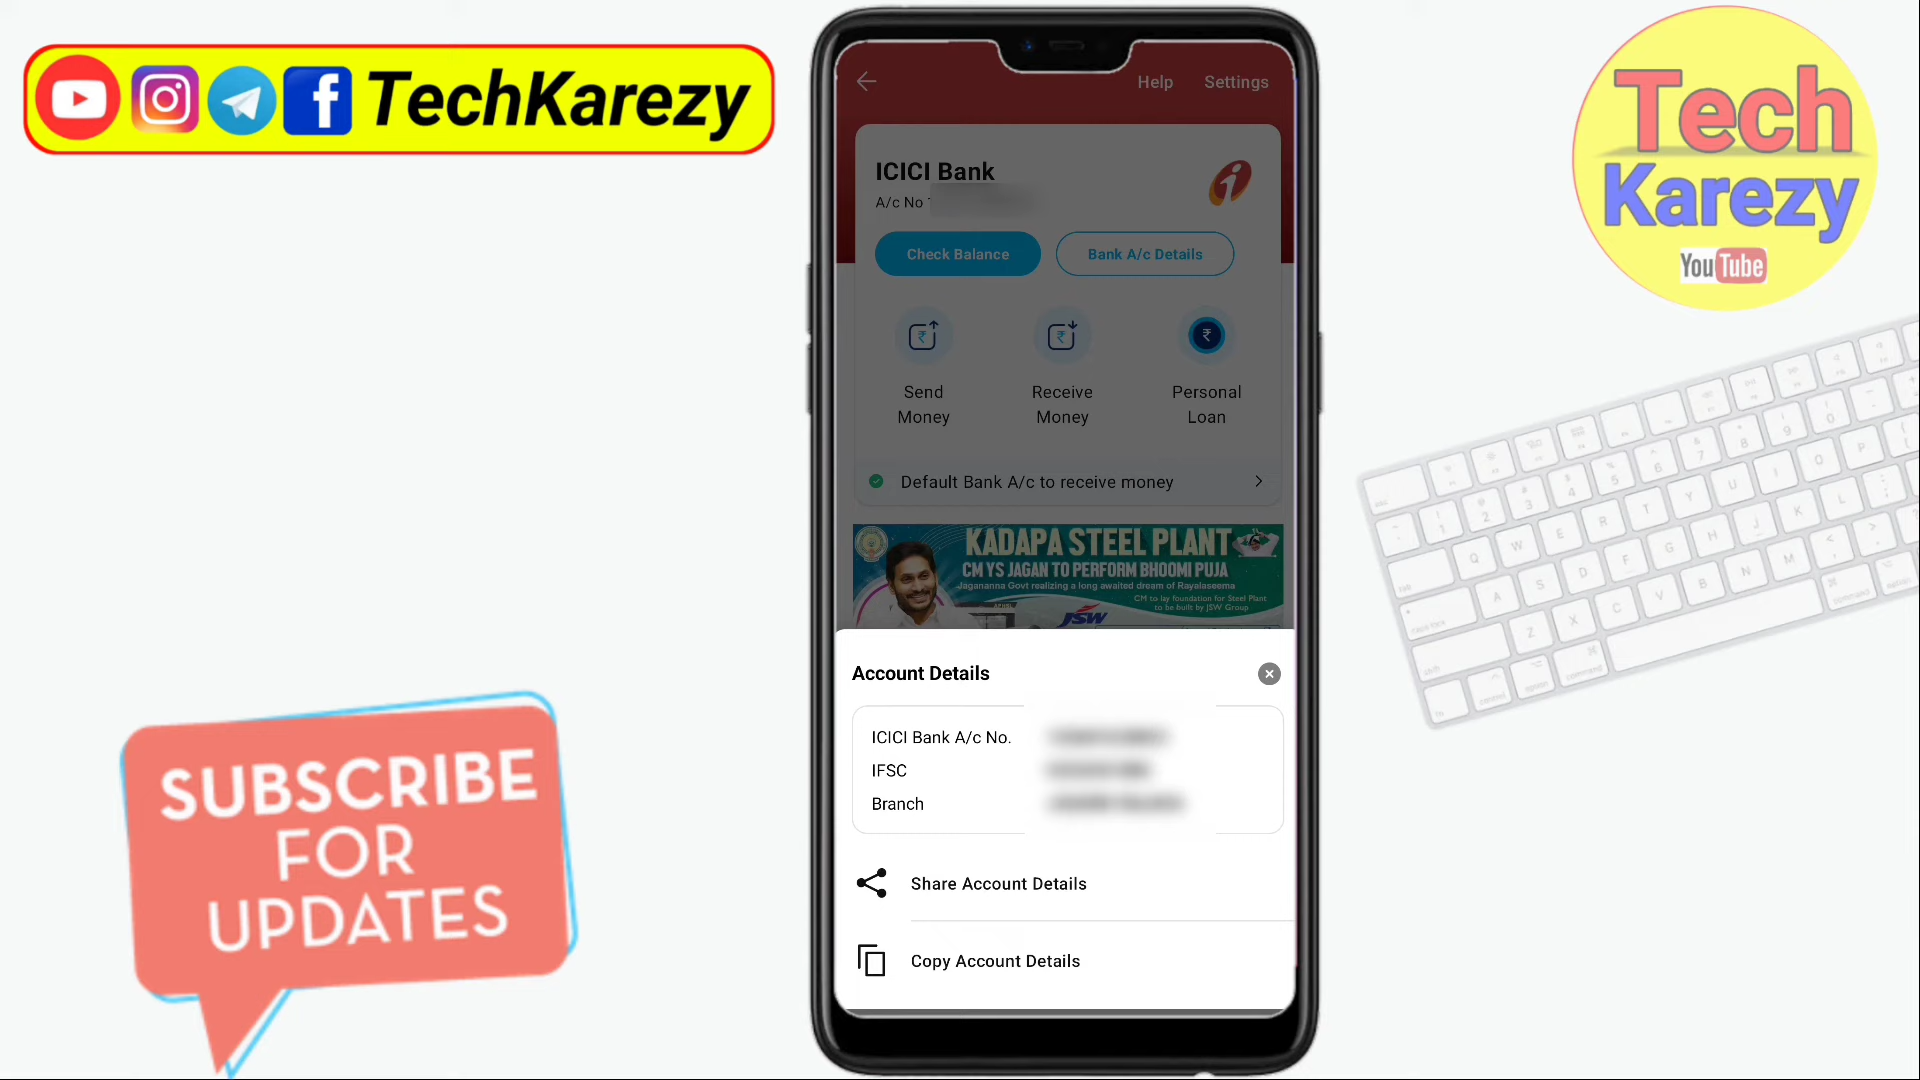 TechKarezy
Tech
Karezy
YouTube
Help
Settings
ICICI Bank
A/c No
Check Balance
Bank A/c Details
Send
Money
Receive
Money
Personal
Loan
Default Bank A/c to receive money
KADAPA STEEL PLANT
CM YS JAGAN TO PERFORM BHOOMI PUJA
Jagananna Govt realizing a long awaited dream of Rayalaseema
CM to lay foundation for Steel Plant
to be built by JSW Group
JSW
Account Details
ICICI Bank A/c No.
IFSC
Branch
Share Account Details
Copy Account Details
SUBSCRIBE
FOR
UPDATES